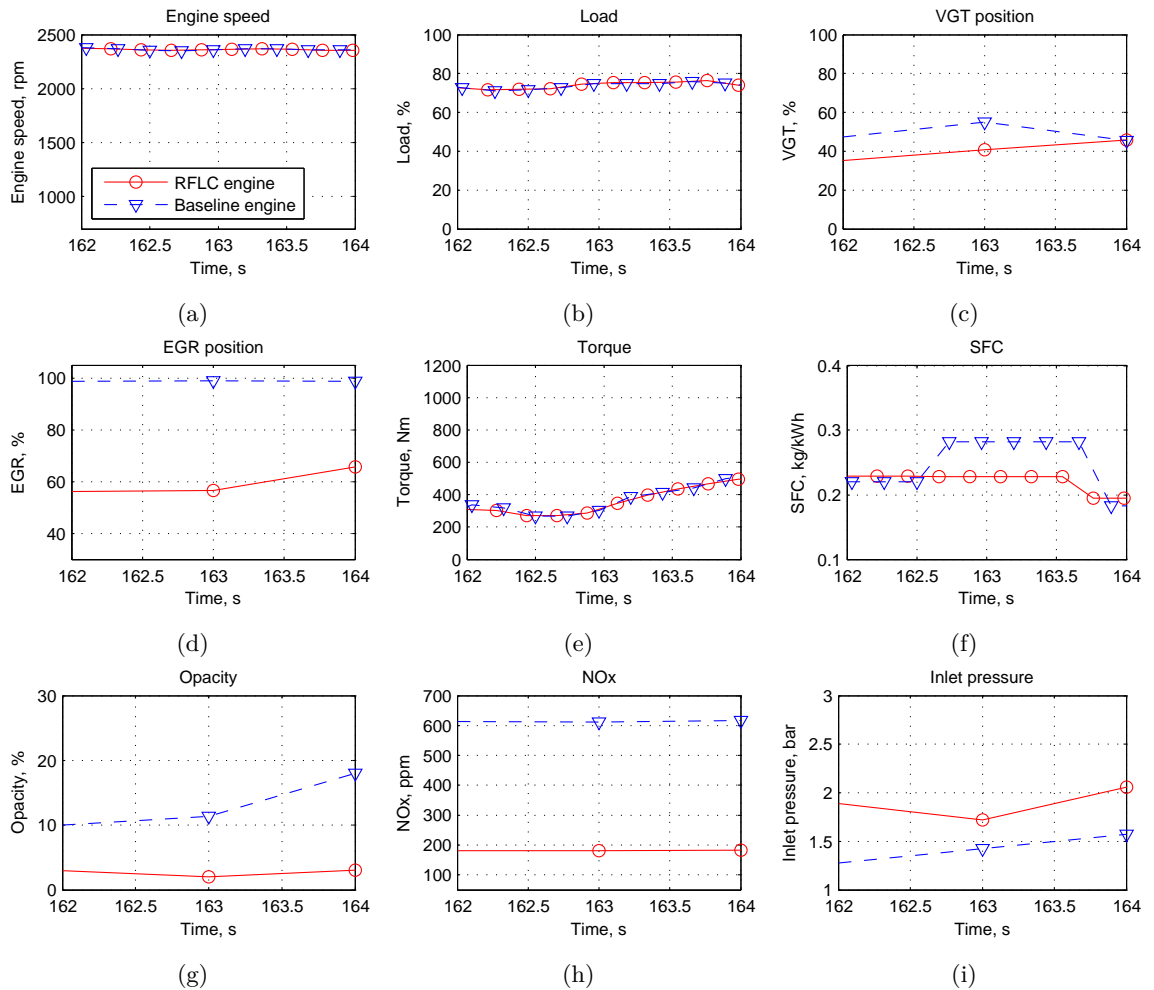 Engine speed
2500
2000
1500
1000
Engine speed, rpm
RFLC engine
Baseline engine
162 162.5 163 163.5 164
Time, s
(a)
Load
100
80
60
40
20
0
Load, %
162 162.5 163 163.5 164
Time, s
(b)
VGT position
100
80
60
40
20
0
VGT, %
162 162.5 163 163.5 164
Time, s
(c)
EGR position
100
80
60
40
EGR, %
162 162.5 163 163.5 164
Time, s
(d)
Torque
1200
1000
800
600
400
200
0
Torque, Nm
162 162.5 163 163.5 164
Time, s
(e)
SFC
0.4
0.3
0.2
0.1
SFC, kg/kWh
162 162.5 163 163.5 164
Time, s
(f)
Opacity
30
20
10
0
Opacity, %
162 162.5 163 163.5 164
Time, s
(g)
NOx
700
600
500
400
300
200
100
NOx, ppm
162 162.5 163 163.5 164
Time, s
(h)
Inlet pressure
3
2.5
2
1.5
1
Inlet pressure, bar
162 162.5 163 163.5 164
Time, s
(i)